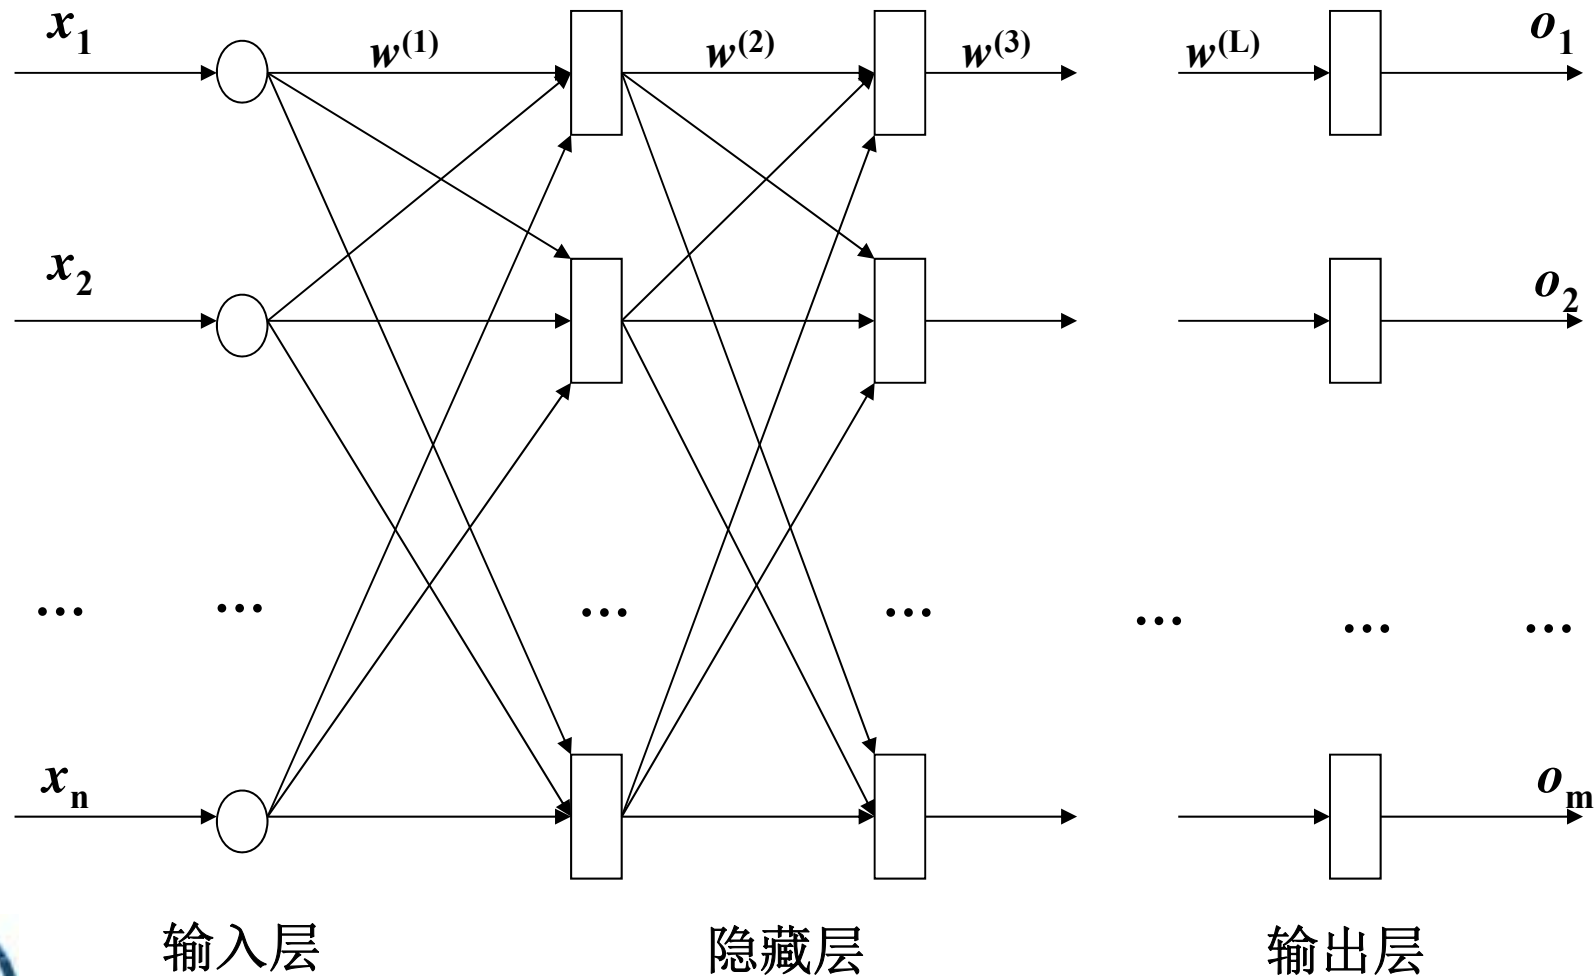 x1 w(1) w(2) w(3) w(L) o1
x2 o2
... ... ... ... ... ... ...
xn om
输入层 隐藏层 输出层